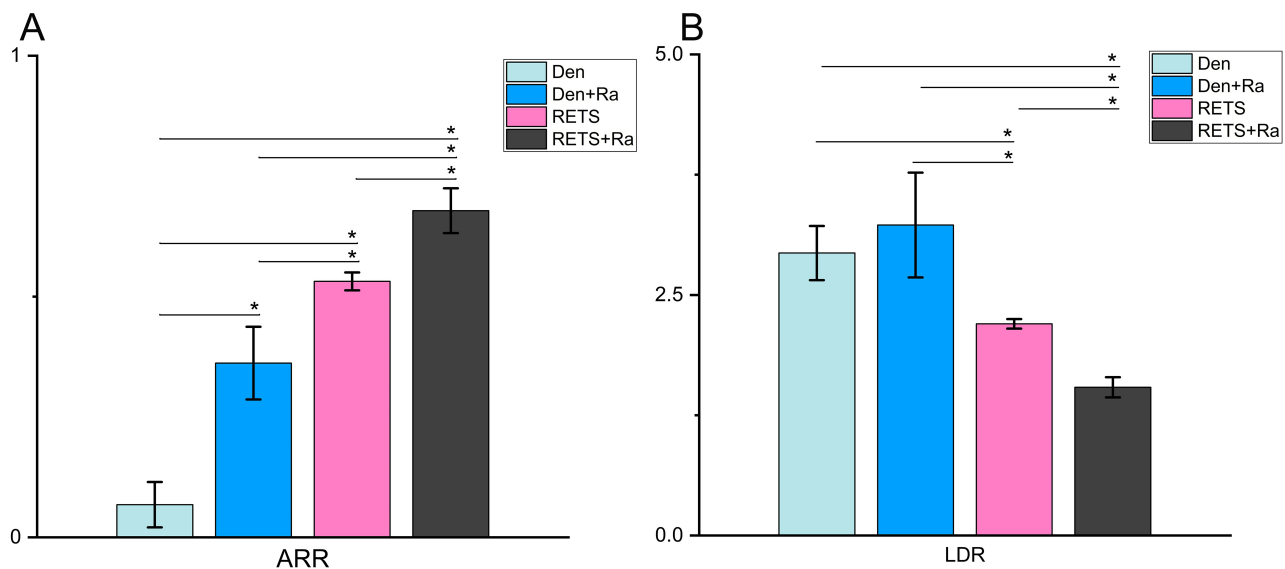 A
1
0
Den
Den+Ra
RETS
RETS+Ra
*
*
*
*
*
*
ARR
B
5.0
2.5
0.0
Den
Den+Ra
RETS
RETS+Ra
*
*
*
*
*
LDR